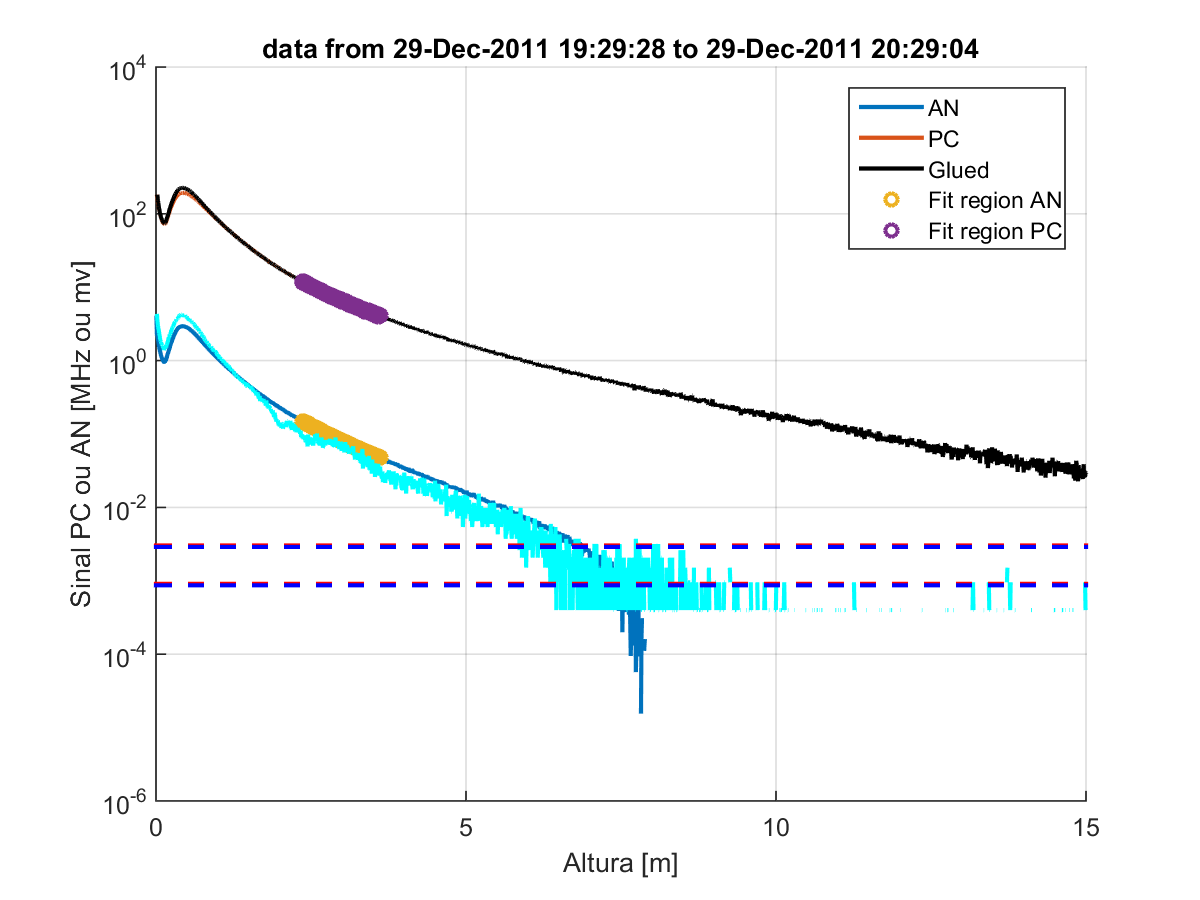 data from 29-Dec-2011 19:29:28 to 29-Dec-2011 20:29:04
10^4
10^2
10^0
10^-2
10^-4
10^-6
Sinal PC ou AN [MHz ou mv]
AN
PC
Glued
Fit region AN
Fit region PC
0
5
10
15
Altura [m]